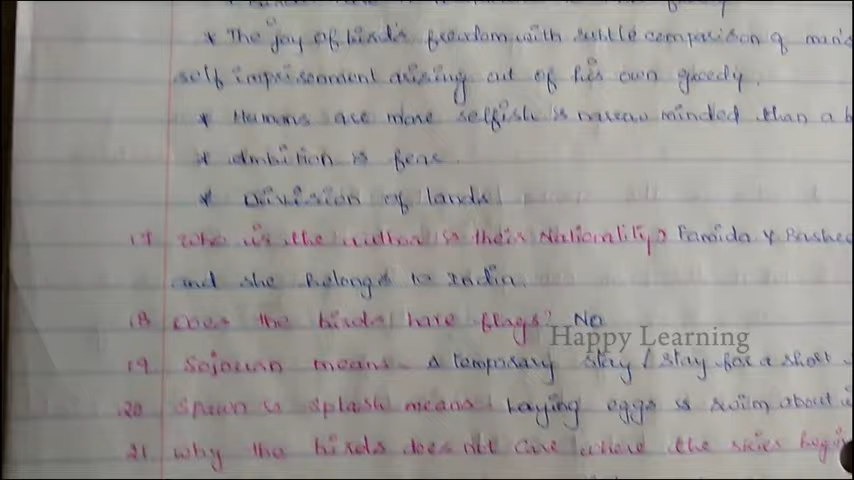 * The joy of bird's freedom with subtle comparison of man's
self imprisonment arising out of his own greedy.
* Humans are more selfish & narrow minded than a b
* Ambition & fear.
* Division of lands
17 Who is the author & their Nationality? Famida Y Bashee
and she belongs to India.
18 Does the birds have flags? No
Happy Learning
19. Sojourn means - A temporary stay / stay for a short
20 Spawn & splash means laying eggs & swim about
21 why the birds does not care where the skies begin